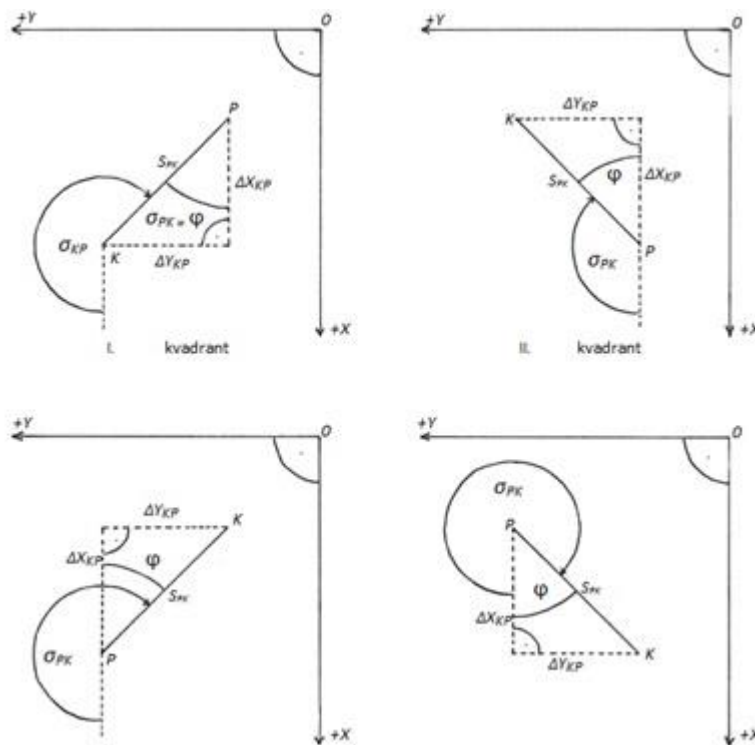 +Y O
P
S_PK
ΔX_KP
σ_PK = φ
σ_KP
K ΔY_KP
+X
I. kvadrant
+Y O
K ΔY_KP
S_PK φ ΔX_KP
σ_PK P
+X
II. kvadrant
+Y O
ΔY_KP K
ΔX_KP φ
S_PK
σ_PK P
+X
+Y O
σ_PK
P
φ S_PK
ΔX_KP
ΔY_KP K
+X